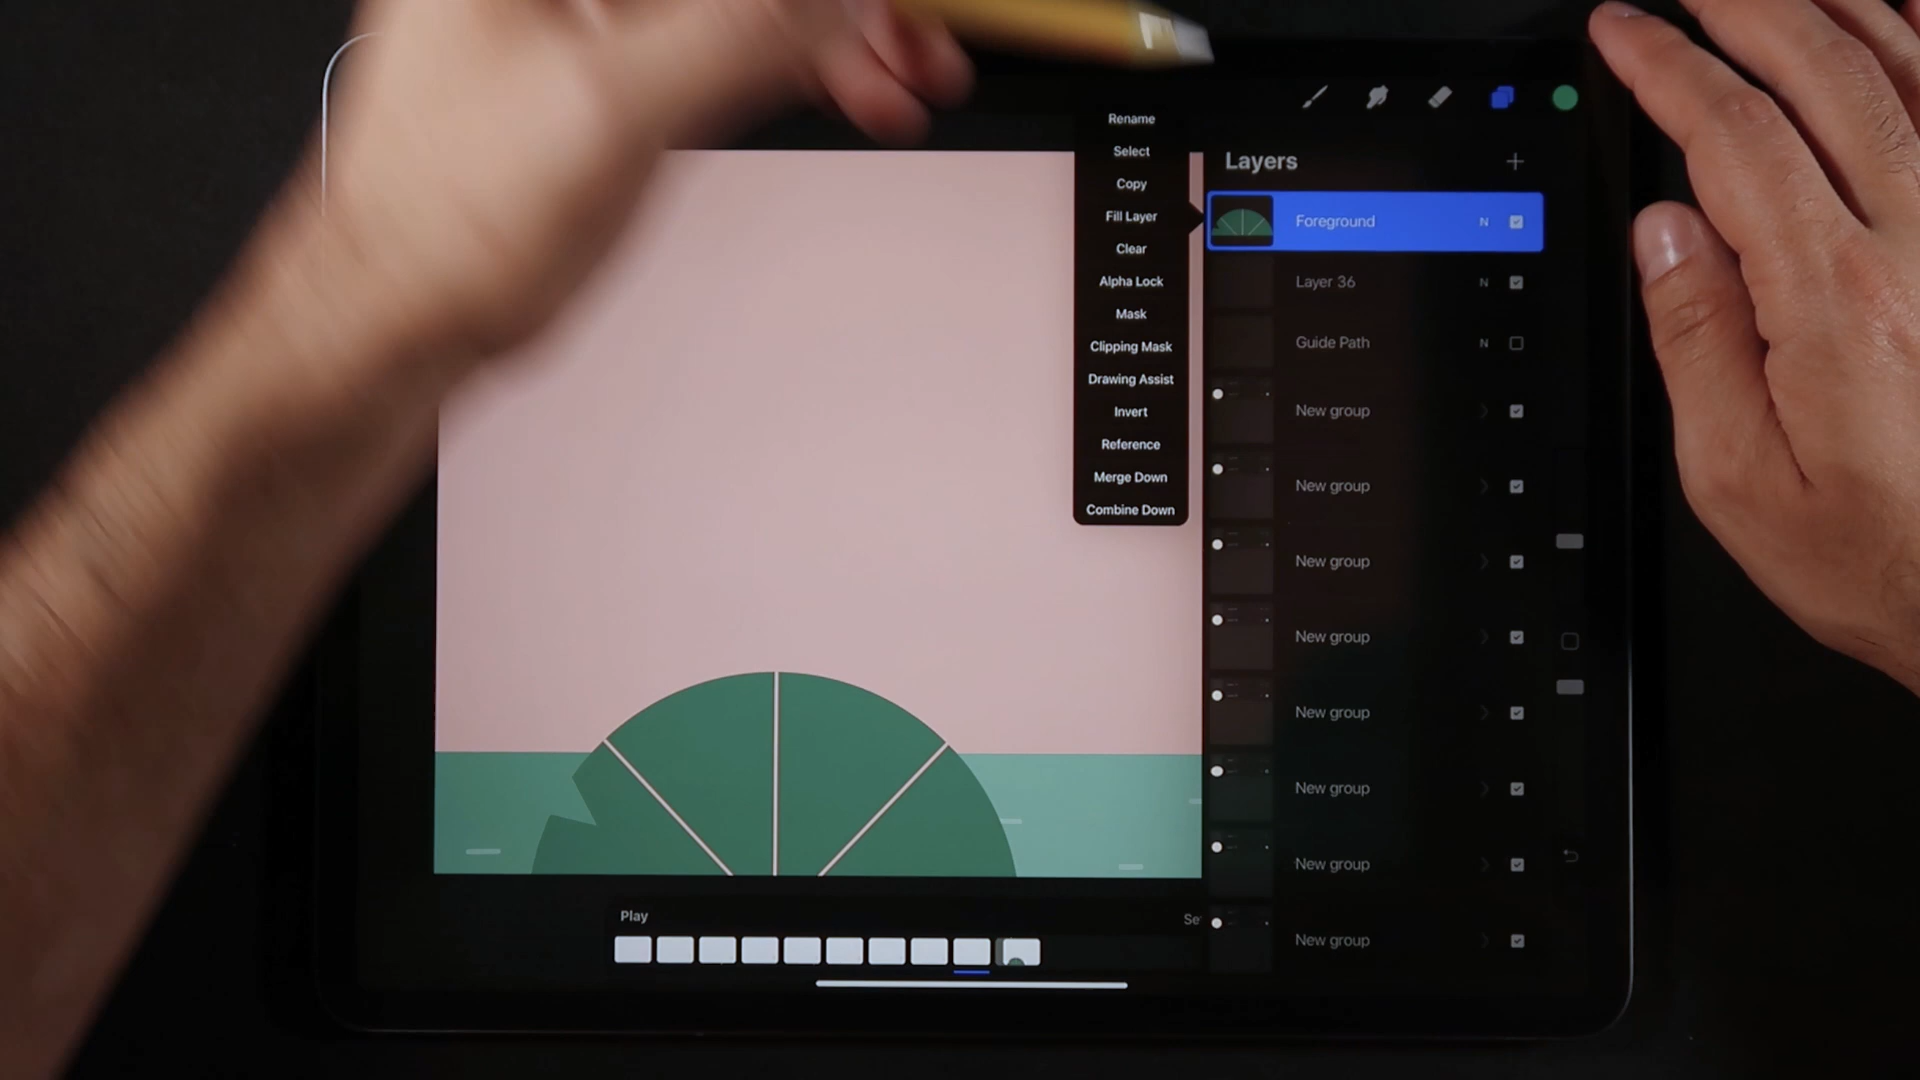 Rename
Select
Copy
Fill Layer
Clear
Alpha Lock
Mask
Clipping Mask
Drawing Assist
Invert
Reference
Merge Down
Combine Down
Layers
Foreground N
Layer 36 N
Guide Path N
New group
New group
New group
New group
New group
New group
New group
New group
Play